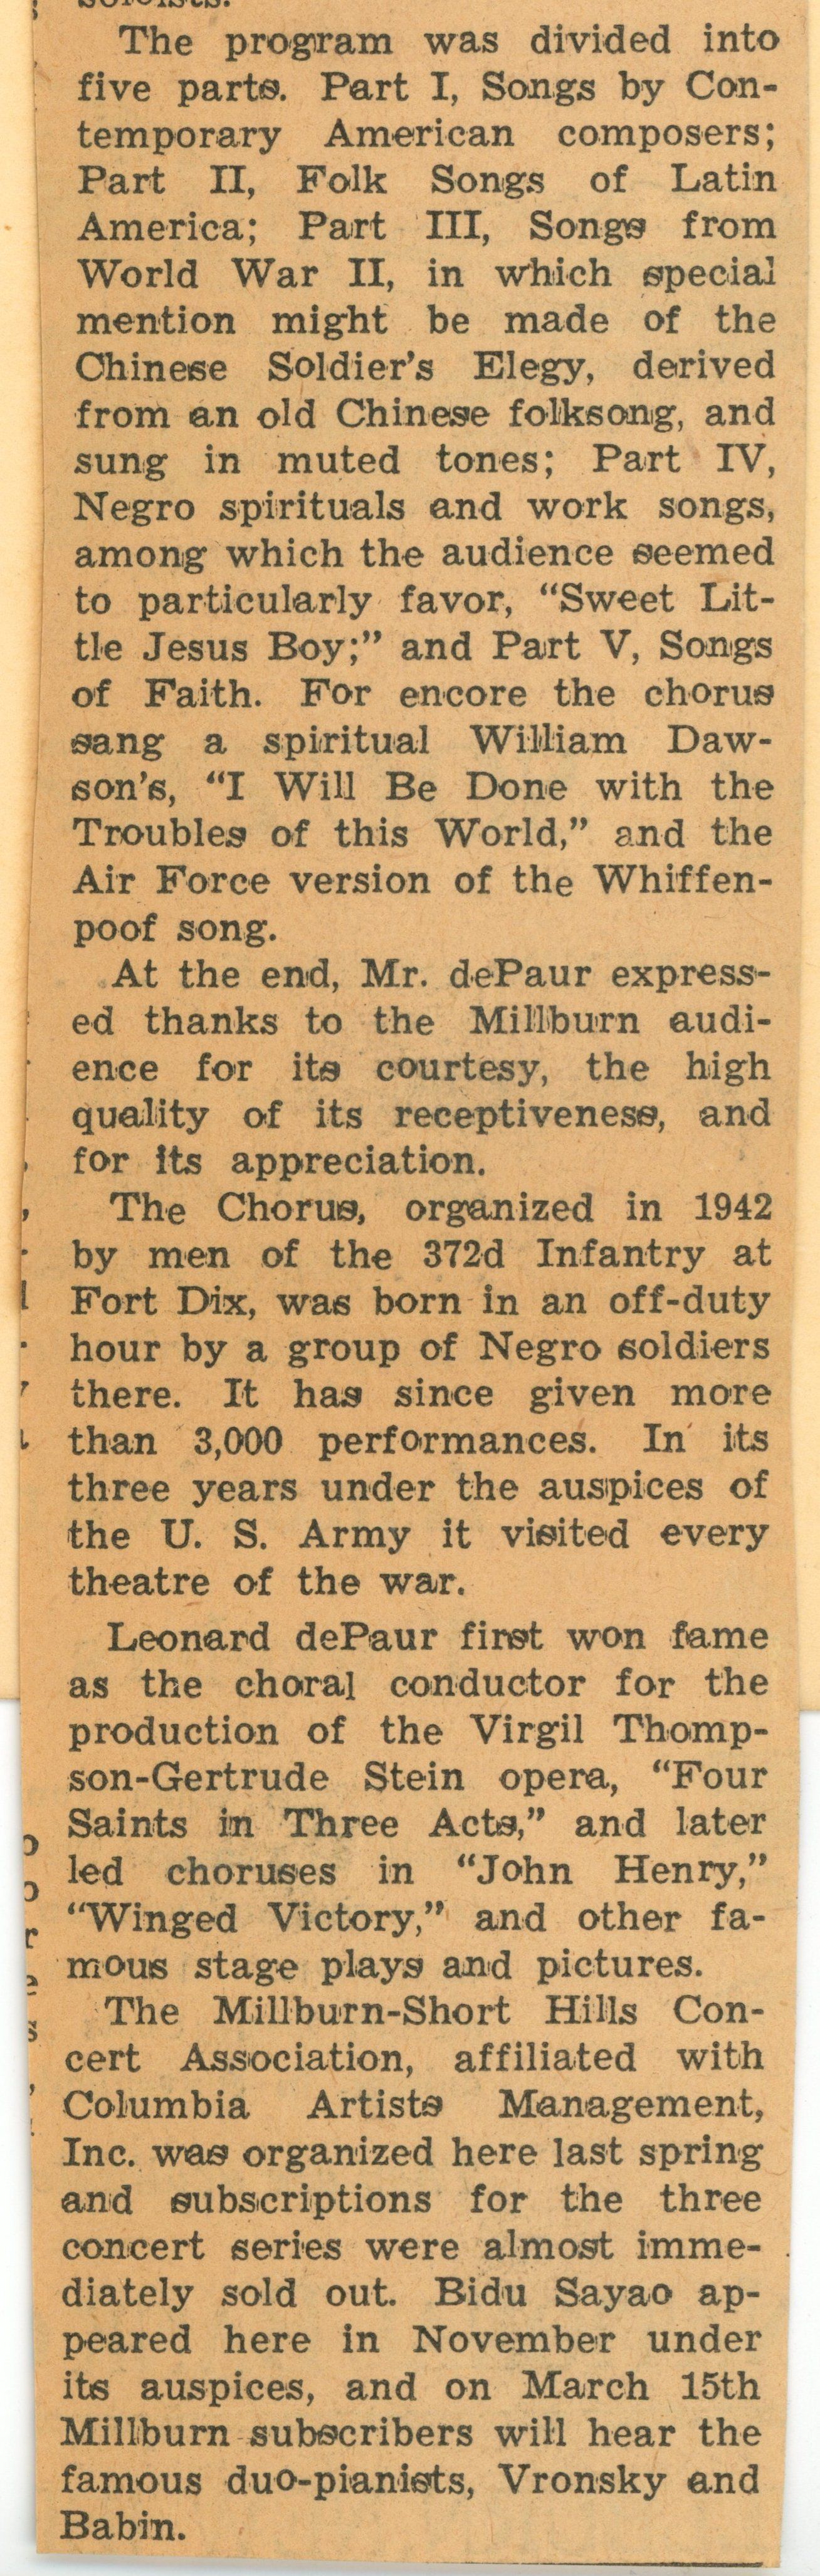 soloists.
The program was divided into
five parts. Part I, Songs by Con-
temporary American composers;
Part II, Folk Songs of Latin
America; Part III, Songs from
World War II, in which special
mention might be made of the
Chinese Soldier's Elegy, derived
from an old Chinese folksong, and
sung in muted tones; Part IV,
Negro spirituals and work songs,
among which the audience seemed
to particularly favor, “Sweet Lit-
tle Jesus Boy;” and Part V, Songs
of Faith. For encore the chorus
sang a spiritual William Daw-
son's, “I Will Be Done with the
Troubles of this World,” and the
Air Force version of the Whiffen-
poof song.
At the end, Mr. dePaur express-
ed thanks to the Millburn audi-
ence for its courtesy, the high
quality of its receptiveness, and
for its appreciation.
The Chorus, organized in 1942
by men of the 372d Infantry at
Fort Dix, was born in an off-duty
hour by a group of Negro soldiers
there. It has since given more
than 3,000 performances. In its
three years under the auspices of
the U. S. Army it visited every
theatre of the war.
Leonard dePaur first won fame
as the choral conductor for the
production of the Virgil Thomp-
son-Gertrude Stein opera, “Four
Saints in Three Acts,” and later
led choruses in “John Henry,”
“Winged Victory,” and other fa-
mous stage plays and pictures.
The Millburn-Short Hills Con-
cert Association, affiliated with
Columbia Artists Management,
Inc. was organized here last spring
and subscriptions for the three
concert series were almost imme-
diately sold out. Bidu Sayao ap-
peared here in November under
its auspices, and on March 15th
Millburn subscribers will hear the
famous duo-pianists, Vronsky and
Babin.